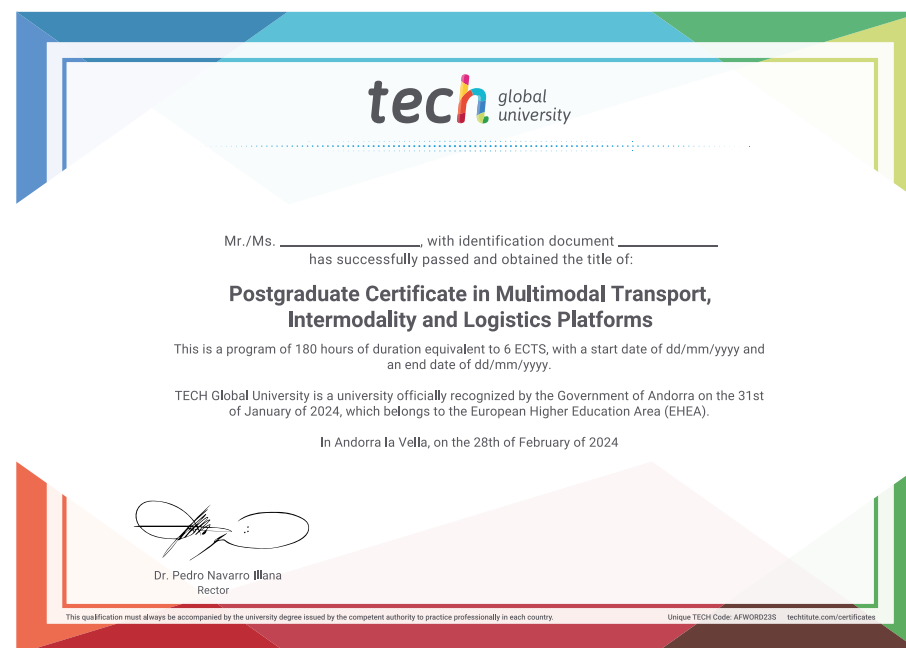 tech global
university
Mr./Ms. ____________, with identification document ____________
has successfully passed and obtained the title of:
Postgraduate Certificate in Multimodal Transport,
Intermodality and Logistics Platforms
This is a program of 180 hours of duration equivalent to 6 ECTS, with a start date of dd/mm/yyyy and
an end date of dd/mm/yyyy.
TECH Global University is a university officially recognized by the Government of Andorra on the 31st
of January of 2024, which belongs to the European Higher Education Area (EHEA).
In Andorra la Vella, on the 28th of February of 2024
Dr. Pedro Navarro Illana
Rector
This qualification must always be accompanied by the university degree issued by the competent authority to practice professionally in each country. Unique TECH Code: AFWORD23S techtitute.com/certificates